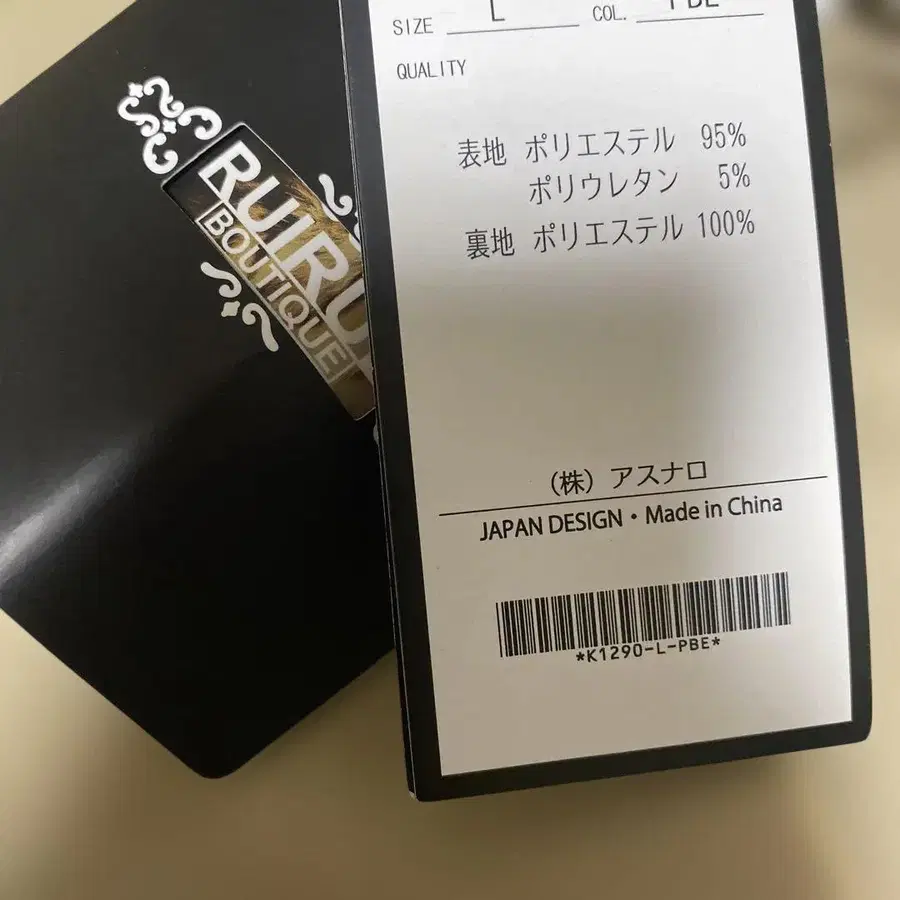 RUIRU
BOUTIQUE
SIZE L COL. PBE
QUALITY
表地 ポリエステル 95%
ポリウレタン 5%
裏地 ポリエステル 100%
(株) アスナロ
JAPAN DESIGN・Made in China
*K1290-L-PBE*